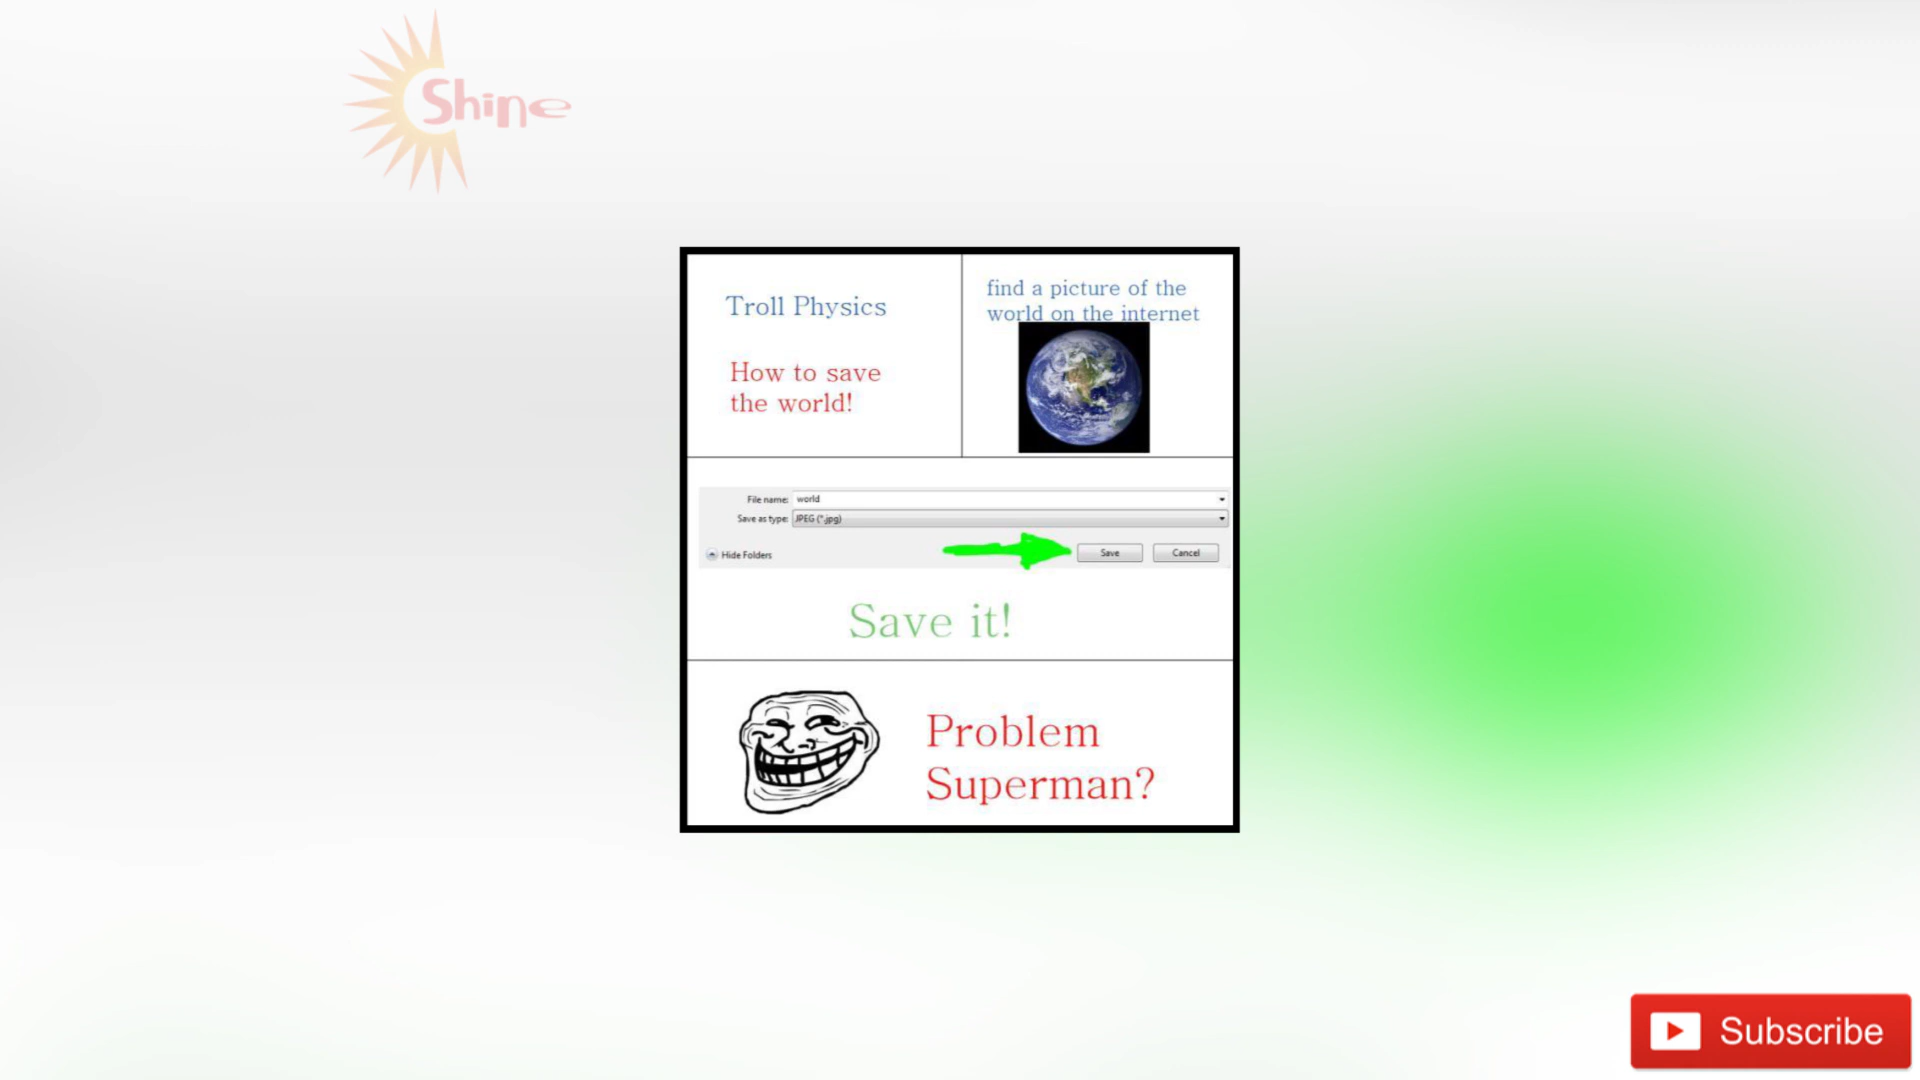 Shine
Troll Physics
How to save
the world!
find a picture of the
world on the internet
File name: world
Save as type: JPEG (*.jpg)
Hide Folders
Save
Cancel
Save it!
Problem
Superman?
Subscribe